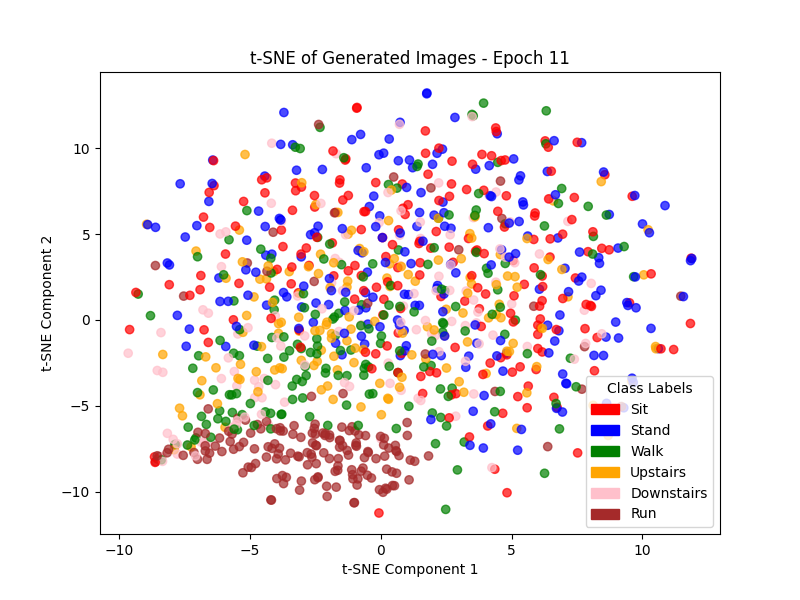 t-SNE of Generated Images - Epoch 11
t-SNE Component 2
10
5
0
−5
−10
Class Labels
Sit
Stand
Walk
Upstairs
Downstairs
Run
−10
−5
0
5
10
t-SNE Component 1